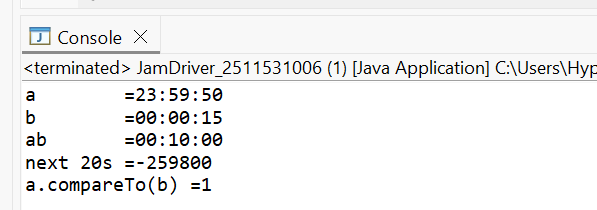 Console
<terminated> JamDriver_2511531006 (1) [Java Application] C:\Users\Hyp
a        =23:59:50
b        =00:00:15
ab       =00:10:00
next 20s =-259800
a.compareTo(b) =1